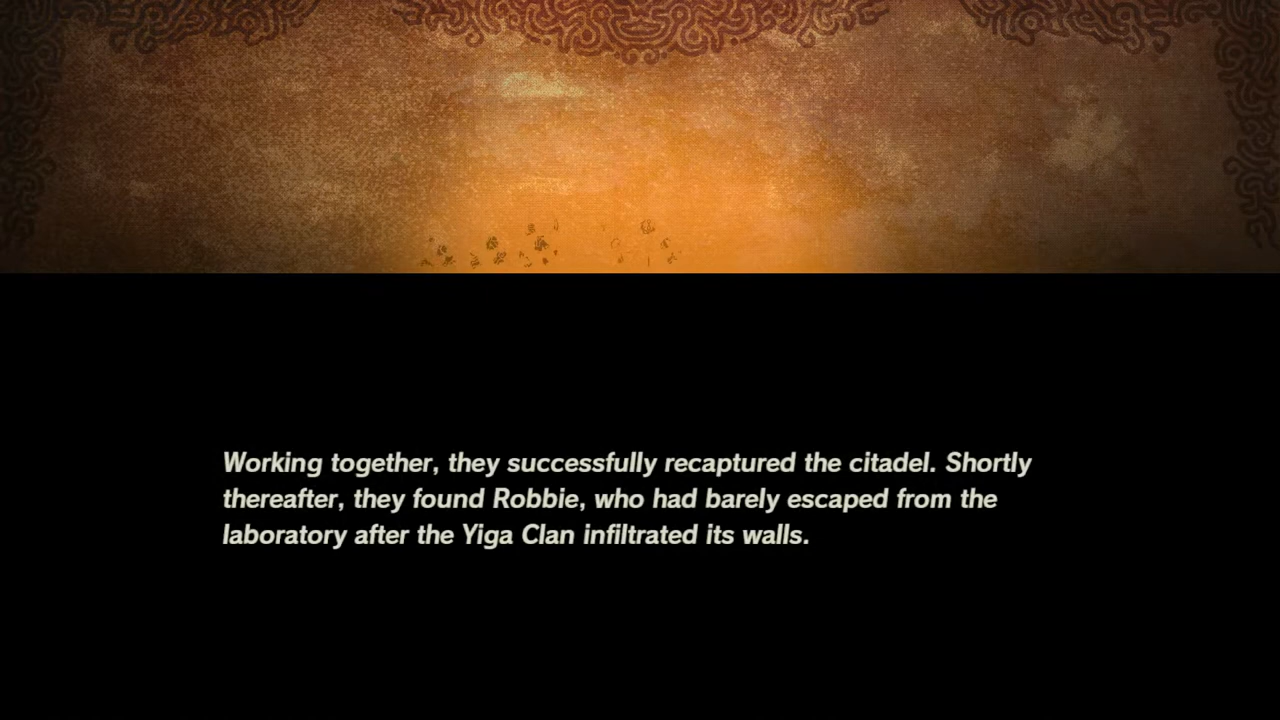 Working together, they successfully recaptured the citadel. Shortly
thereafter, they found Robbie, who had barely escaped from the
laboratory after the Yiga Clan infiltrated its walls.